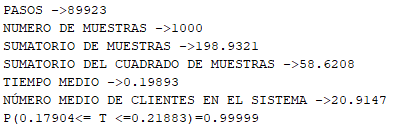 PASOS ->89923
NUMERO DE MUESTRAS ->1000
SUMATORIO DE MUESTRAS ->198.9321
SUMATORIO DEL CUADRADO DE MUESTRAS ->58.6208
TIEMPO MEDIO ->0.19893
NÚMERO MEDIO DE CLIENTES EN EL SISTEMA ->20.9147
P(0.17904<= T <=0.21883)=0.99999